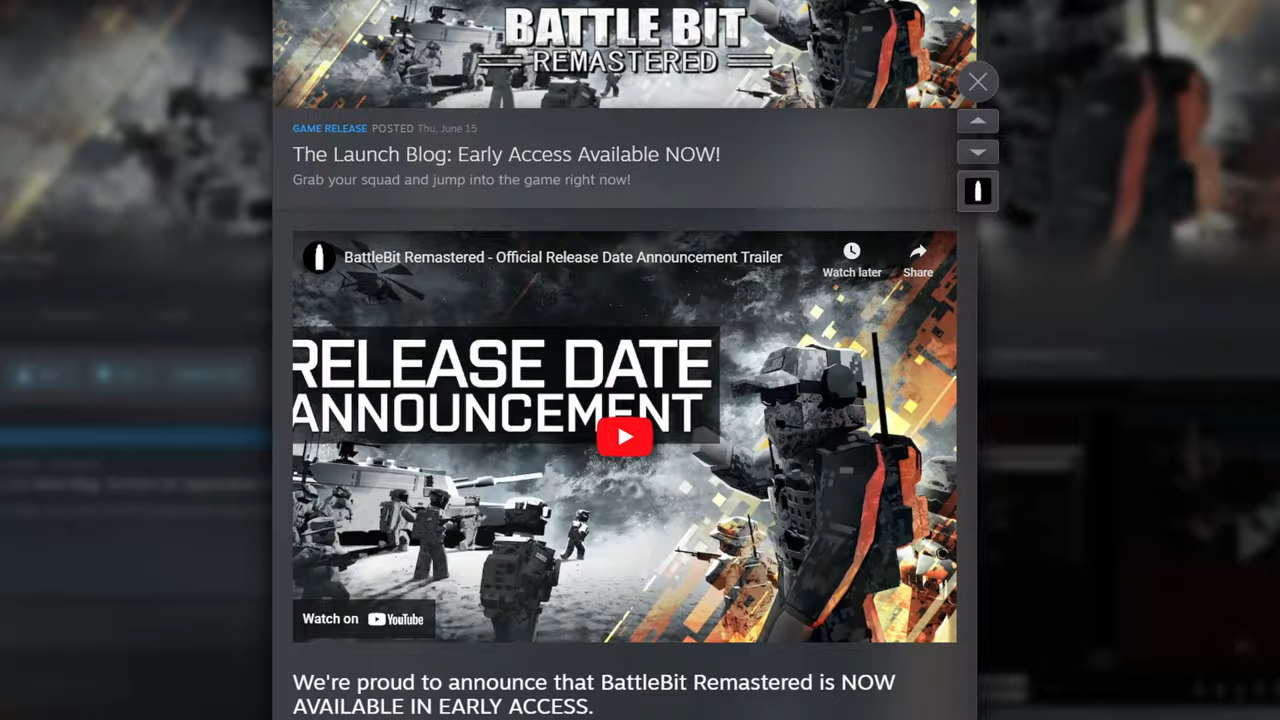 BATTLE BIT
REMASTERED
GAME RELEASE POSTED Thu, June 15
The Launch Blog: Early Access Available NOW!
Grab your squad and jump into the game right now!
BattleBit Remastered - Official Release Date Announcement Trailer
Watch later
Share
RELEASE DATE
ANNOUNCEMENT
Watch on YouTube
We're proud to announce that BattleBit Remastered is NOW
AVAILABLE IN EARLY ACCESS.